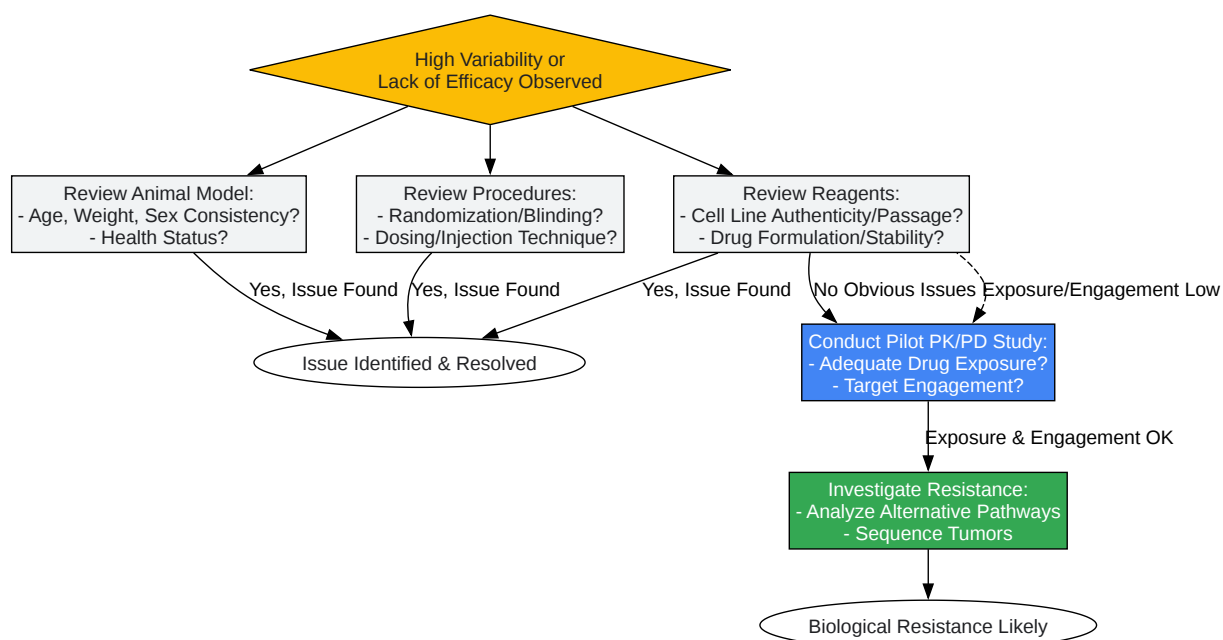 High Variability or
Lack of Efficacy Observed
Review Animal Model:
- Age, Weight, Sex Consistency?
- Health Status?
Review Procedures:
- Randomization/Blinding?
- Dosing/Injection Technique?
Review Reagents:
- Cell Line Authenticity/Passage?
- Drug Formulation/Stability?
Yes, Issue Found
Yes, Issue Found
Yes, Issue Found
No Obvious Issues
Exposure/Engagement Low
Issue Identified & Resolved
Conduct Pilot PK/PD Study:
- Adequate Drug Exposure?
- Target Engagement?
Exposure & Engagement OK
Investigate Resistance:
- Analyze Alternative Pathways
- Sequence Tumors
Biological Resistance Likely